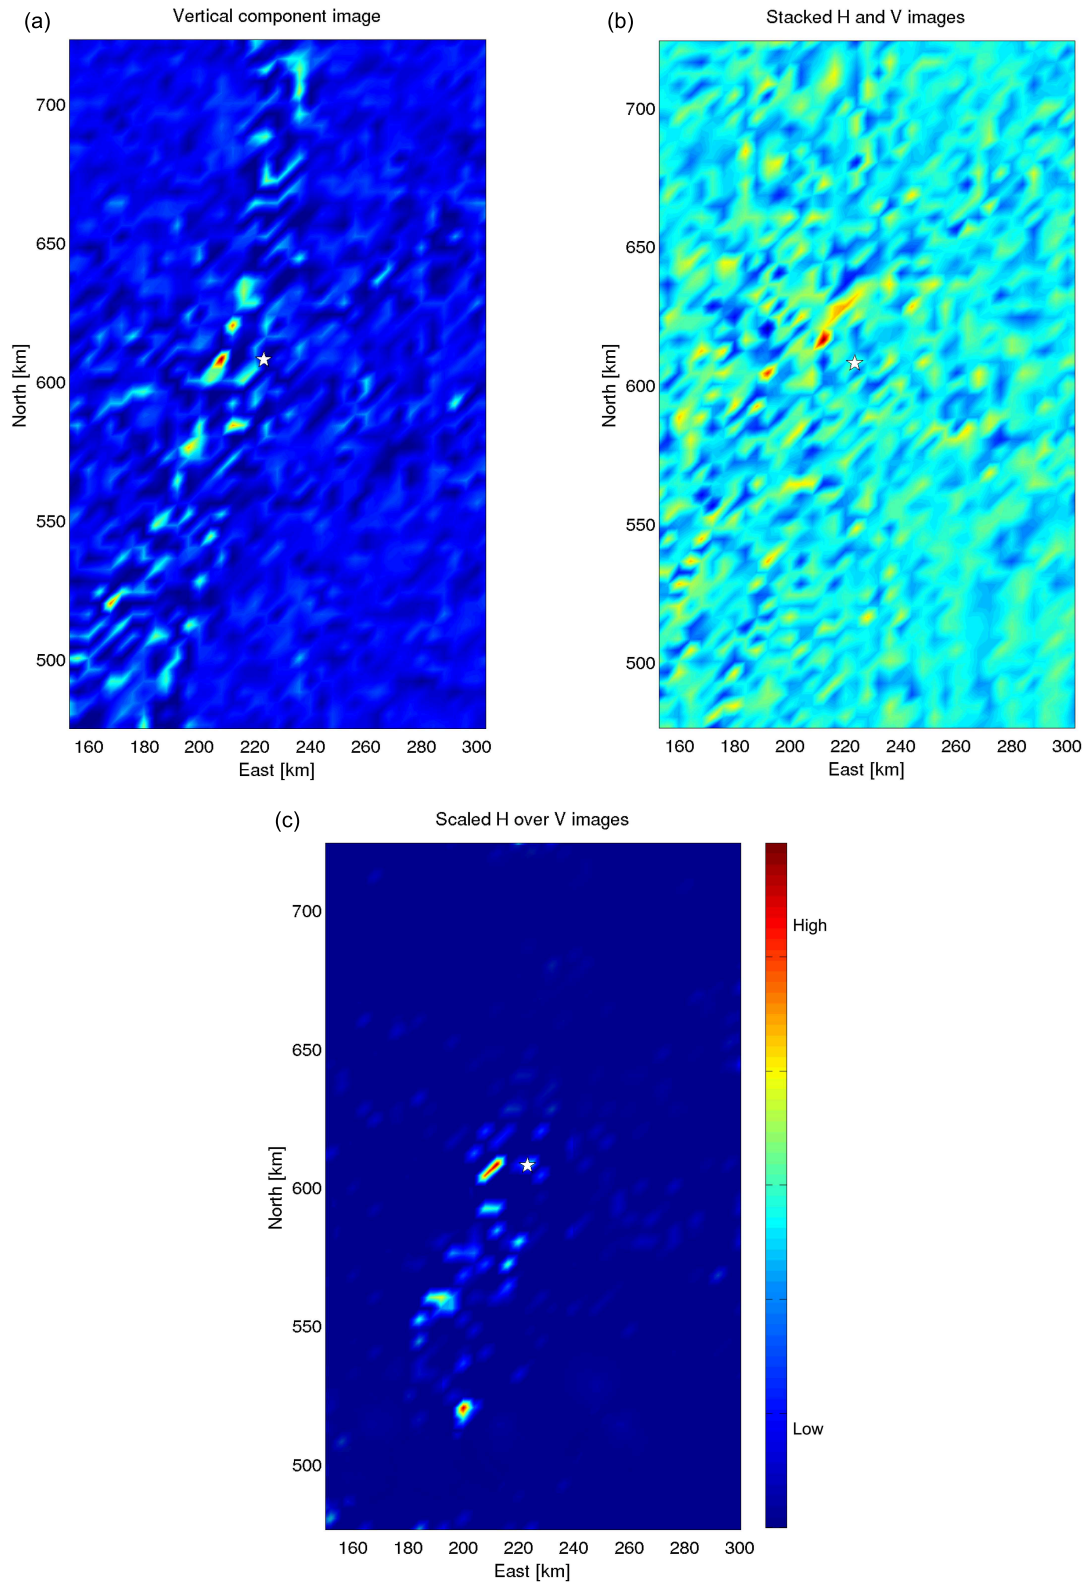 (a)
Vertical component image
700
650
600
550
500
North [km]
160 180 200 220 240 260 280 300
East [km]
(b)
Stacked H and V images
700
650
600
550
500
North [km]
160 180 200 220 240 260 280 300
East [km]
(c)
Scaled H over V images
700
650
600
550
500
North [km]
160 180 200 220 240 260 280 300
East [km]
High
Low